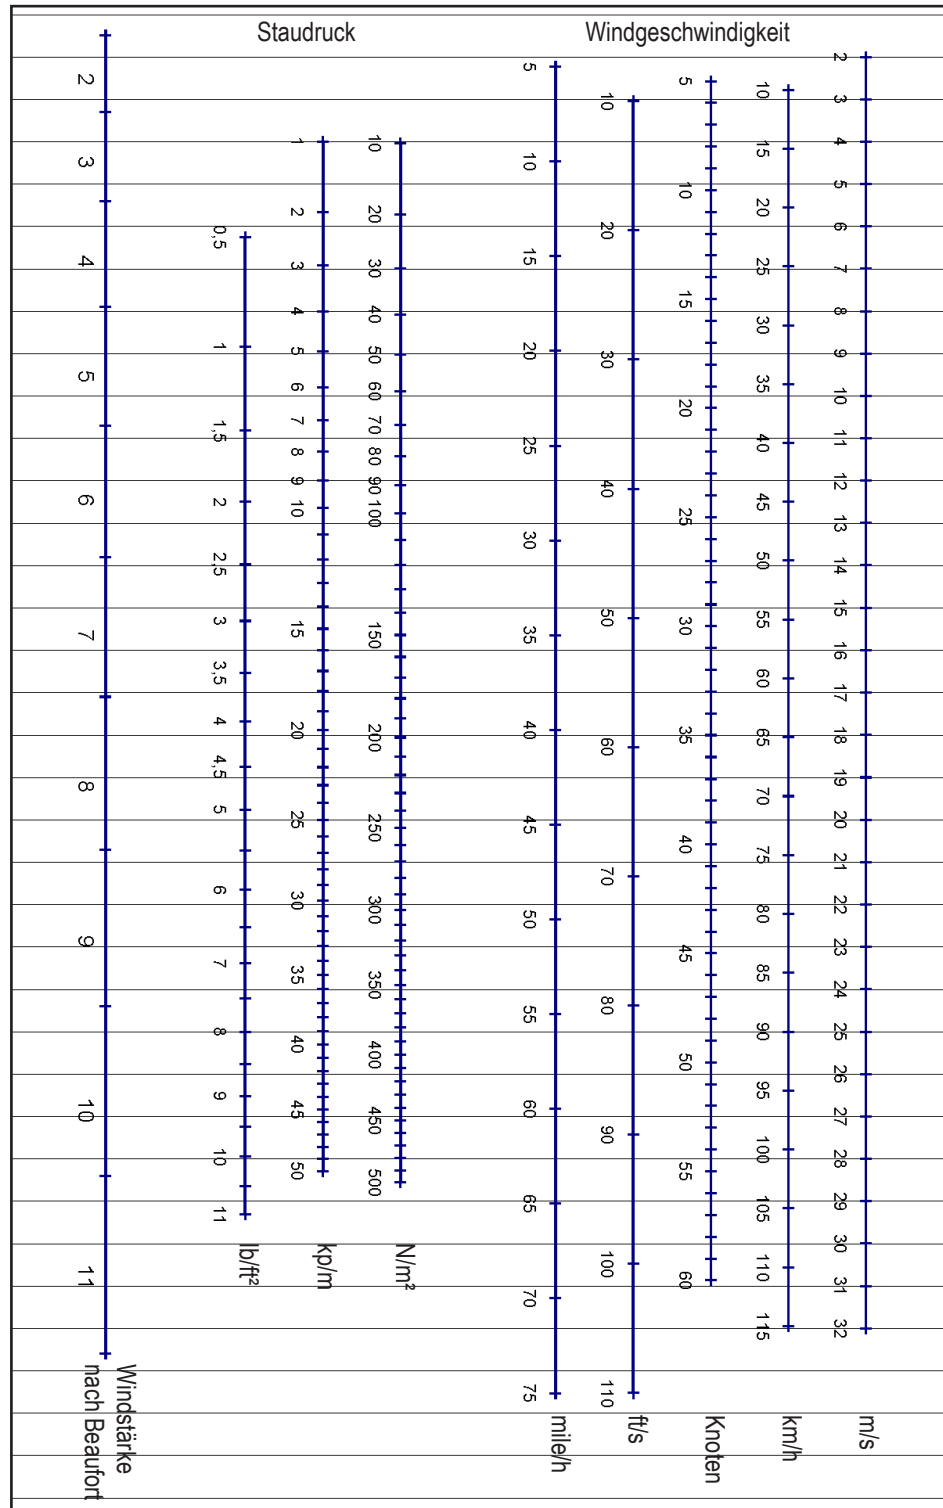 Staudruck
Windgeschwindigkeit
2 3 4 5 6 7 8 9 10 11 12 13 14 15 16 17 18 19 20 21 22 23 24 25 26 27 28 29 30 31 32 m/s
10 15 20 25 30 35 40 45 50 55 60 65 70 75 80 85 90 95 100 105 110 115 km/h
5 10 15 20 25 30 35 40 45 50 55 60 Knoten
10 20 30 40 50 60 70 80 90 100 110 ft/s
5 10 15 20 25 30 35 40 45 50 55 60 65 70 75 mile/h
10 20 30 40 50 60 70 80 90 100 150 200 250 300 350 400 450 500 N/m²
1 2 3 4 5 6 7 8 9 10 15 20 25 30 35 40 45 50 kp/m
0,5 1 1,5 2 2,5 3 3,5 4 4,5 5 6 7 8 9 10 11 lb/ft²
2 3 4 5 6 7 8 9 10 11 Windstärke
nach Beaufort